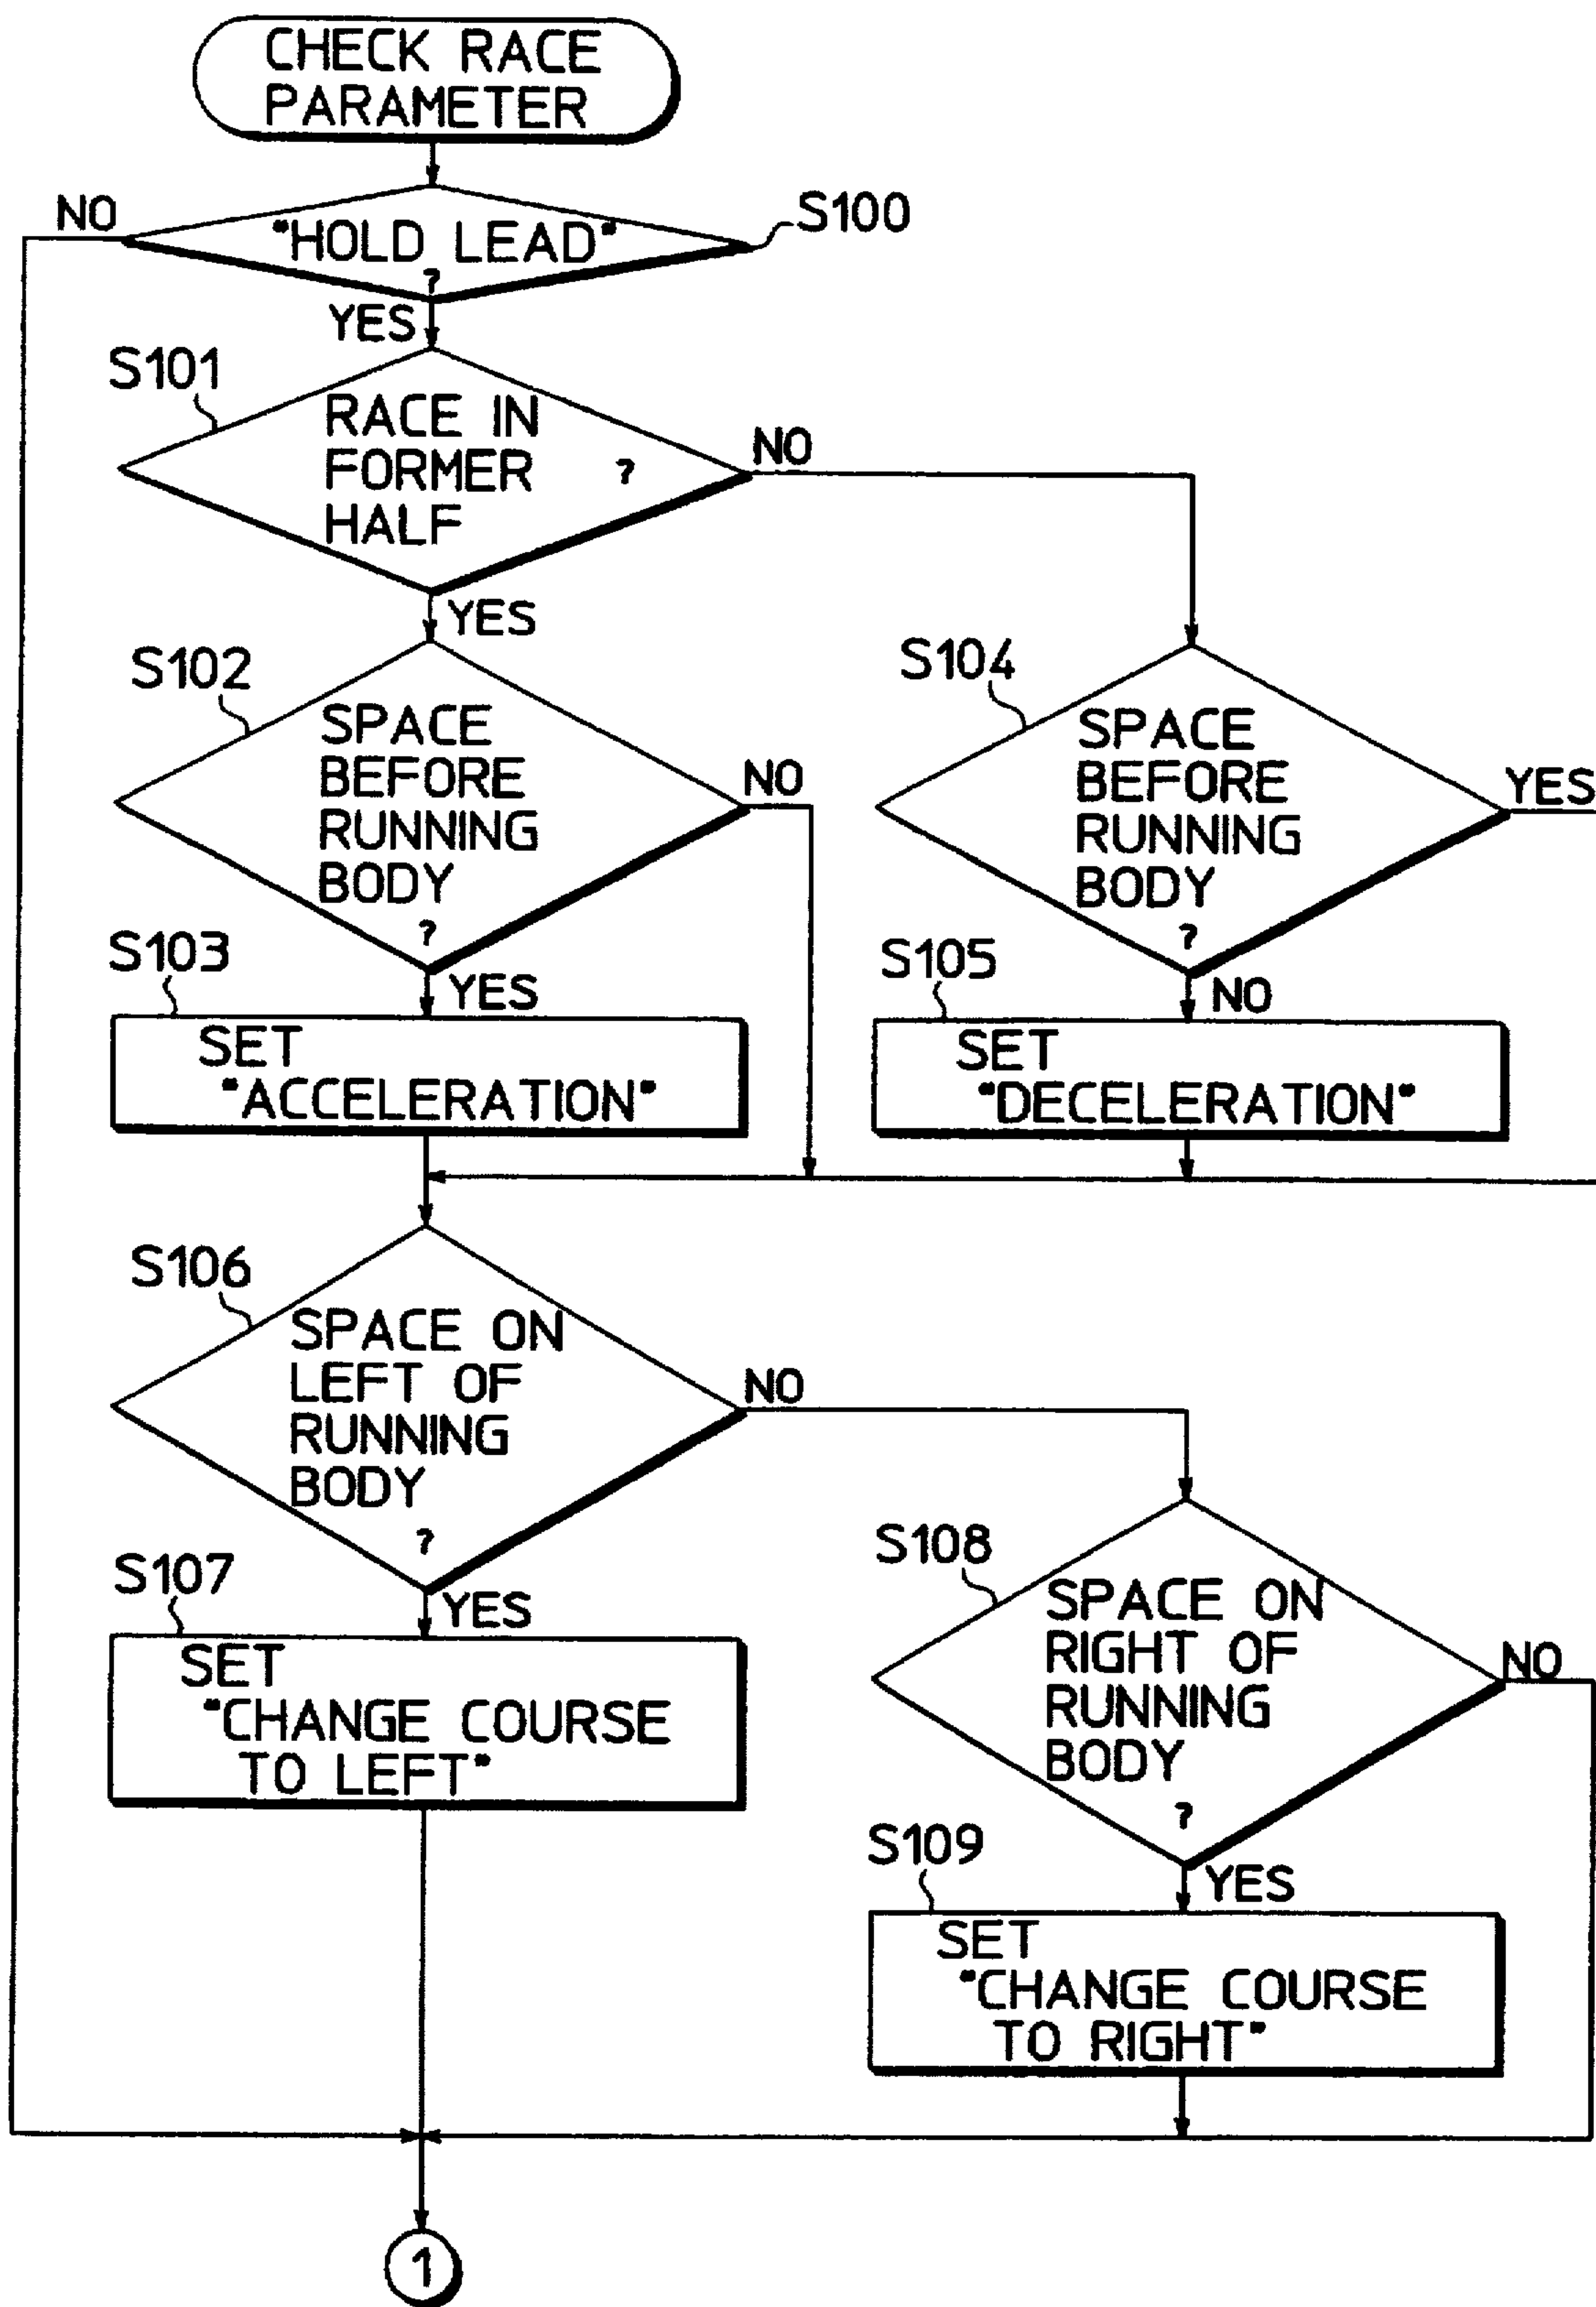 CHECK RACE
PARAMETER
NO
"HOLD LEAD"
?
S100
YES
S101
RACE IN
FORMER ?
HALF
NO
YES
S102
SPACE
BEFORE
RUNNING
BODY
?
NO
S104
SPACE
BEFORE
RUNNING
BODY
?
YES
S103
YES
SET
"ACCELERATION"
S105
NO
SET
"DECELERATION"
S106
SPACE ON
LEFT OF
RUNNING
BODY
?
NO
S107
YES
SET
"CHANGE COURSE
TO LEFT"
S108
SPACE ON
RIGHT OF
RUNNING
BODY
?
NO
S109
YES
SET
"CHANGE COURSE
TO RIGHT"
1